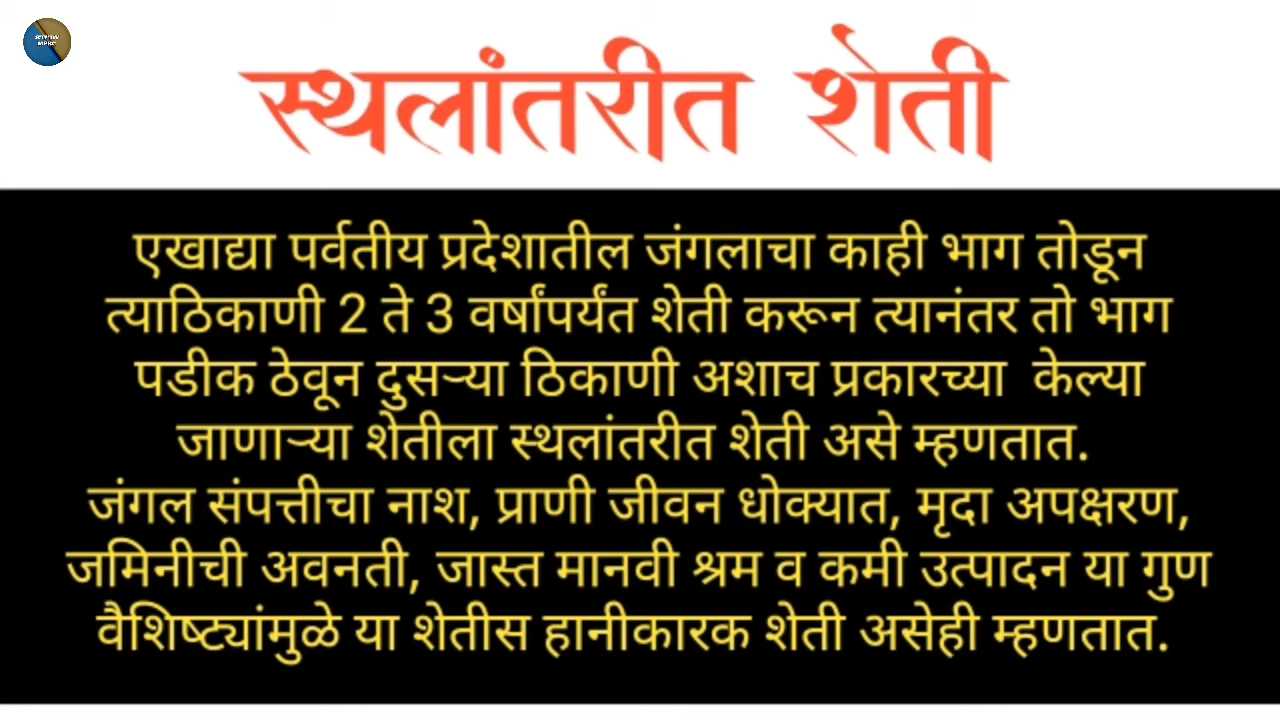 स्थलांतरीत शेती
एखाद्या पर्वतीय प्रदेशातील जंगलाचा काही भाग तोडून
त्याठिकाणी 2 ते 3 वर्षांपर्यंत शेती करून त्यानंतर तो भाग
पडीक ठेवून दुसऱ्या ठिकाणी अशाच प्रकारच्या केल्या
जाणाऱ्या शेतीला स्थलांतरीत शेती असे म्हणतात.
जंगल संपत्तीचा नाश, प्राणी जीवन धोक्यात, मृदा अपक्षरण,
जमिनीची अवनती, जास्त मानवी श्रम व कमी उत्पादन या गुण
वैशिष्ट्यांमुळे या शेतीस हानीकारक शेती असेही म्हणतात.